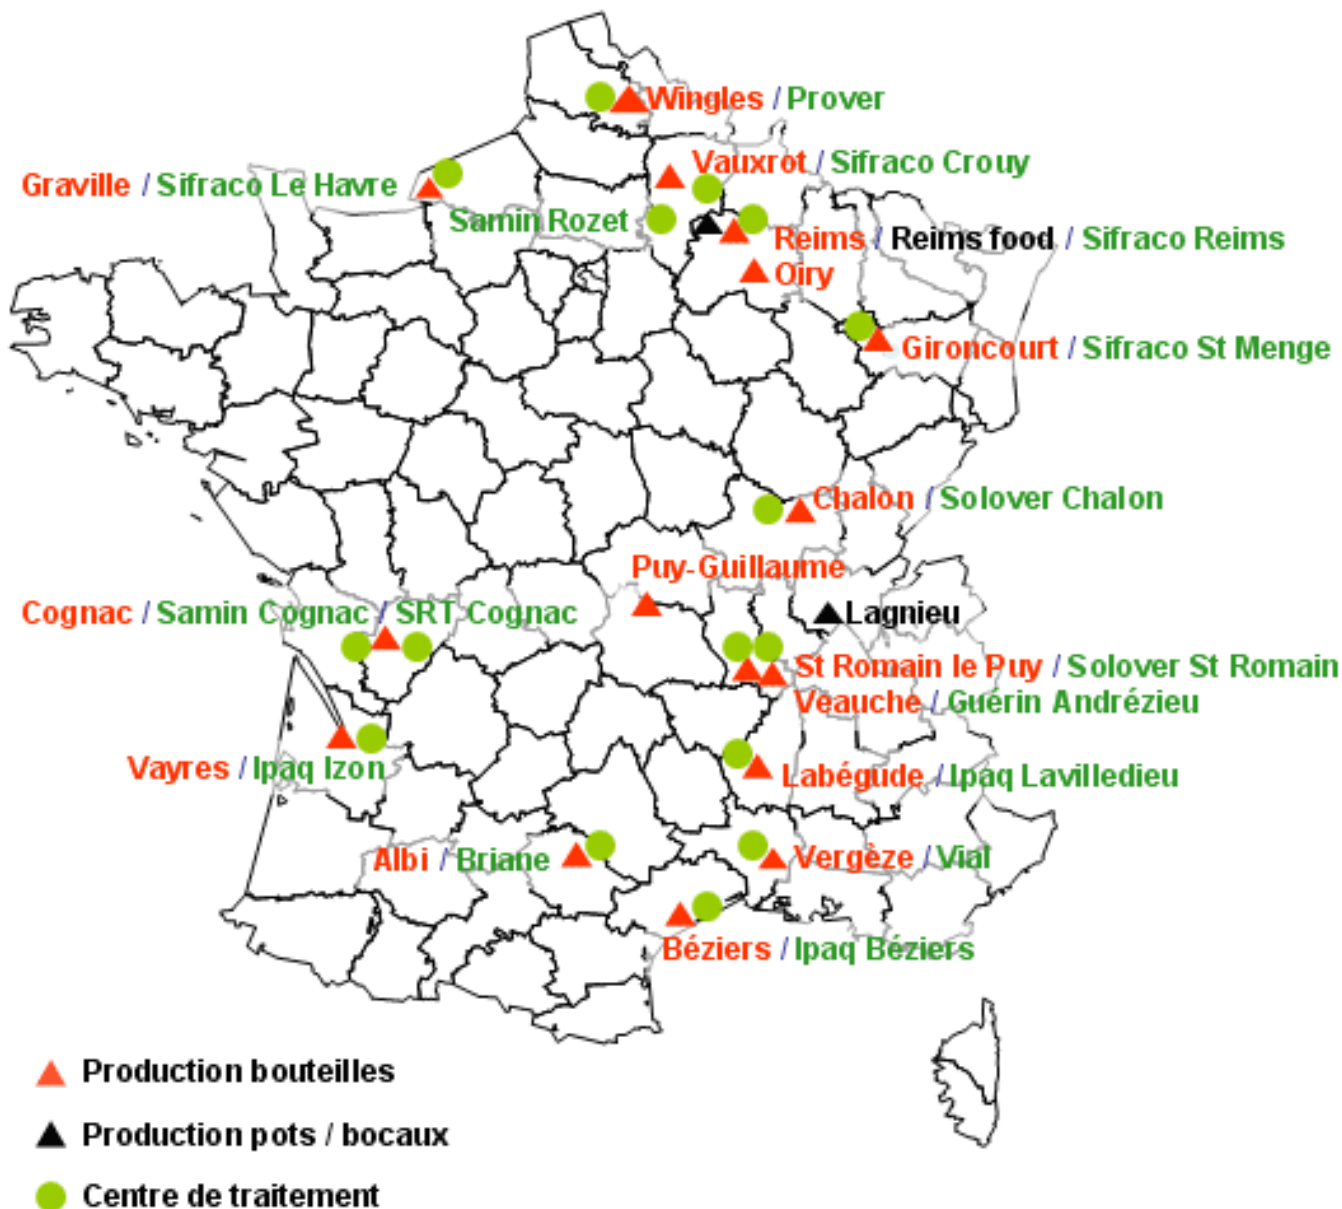 Wingles / Prover
Vauxrot / Sifraco Crouy
Graville / Sifraco Le Havre
Samin Rozet
Reims / Reims food / Sifraco Reims
Oiry
Gironcourt / Sifraco St Menge
Chalon / Solover Chalon
Puy-Guillaume
Cognac / Samin Cognac / SRT Cognac
Lagnieu
St Romain le Puy / Solover St Romain
Veauche / Guérin Andrézieu
Vayres / Ipaq Izon
Labégude / Ipaq Lavilledieu
Albi / Briane
Vergèze / Vial
Béziers / Ipaq Béziers
Production bouteilles
Production pots / bocaux
Centre de traitement